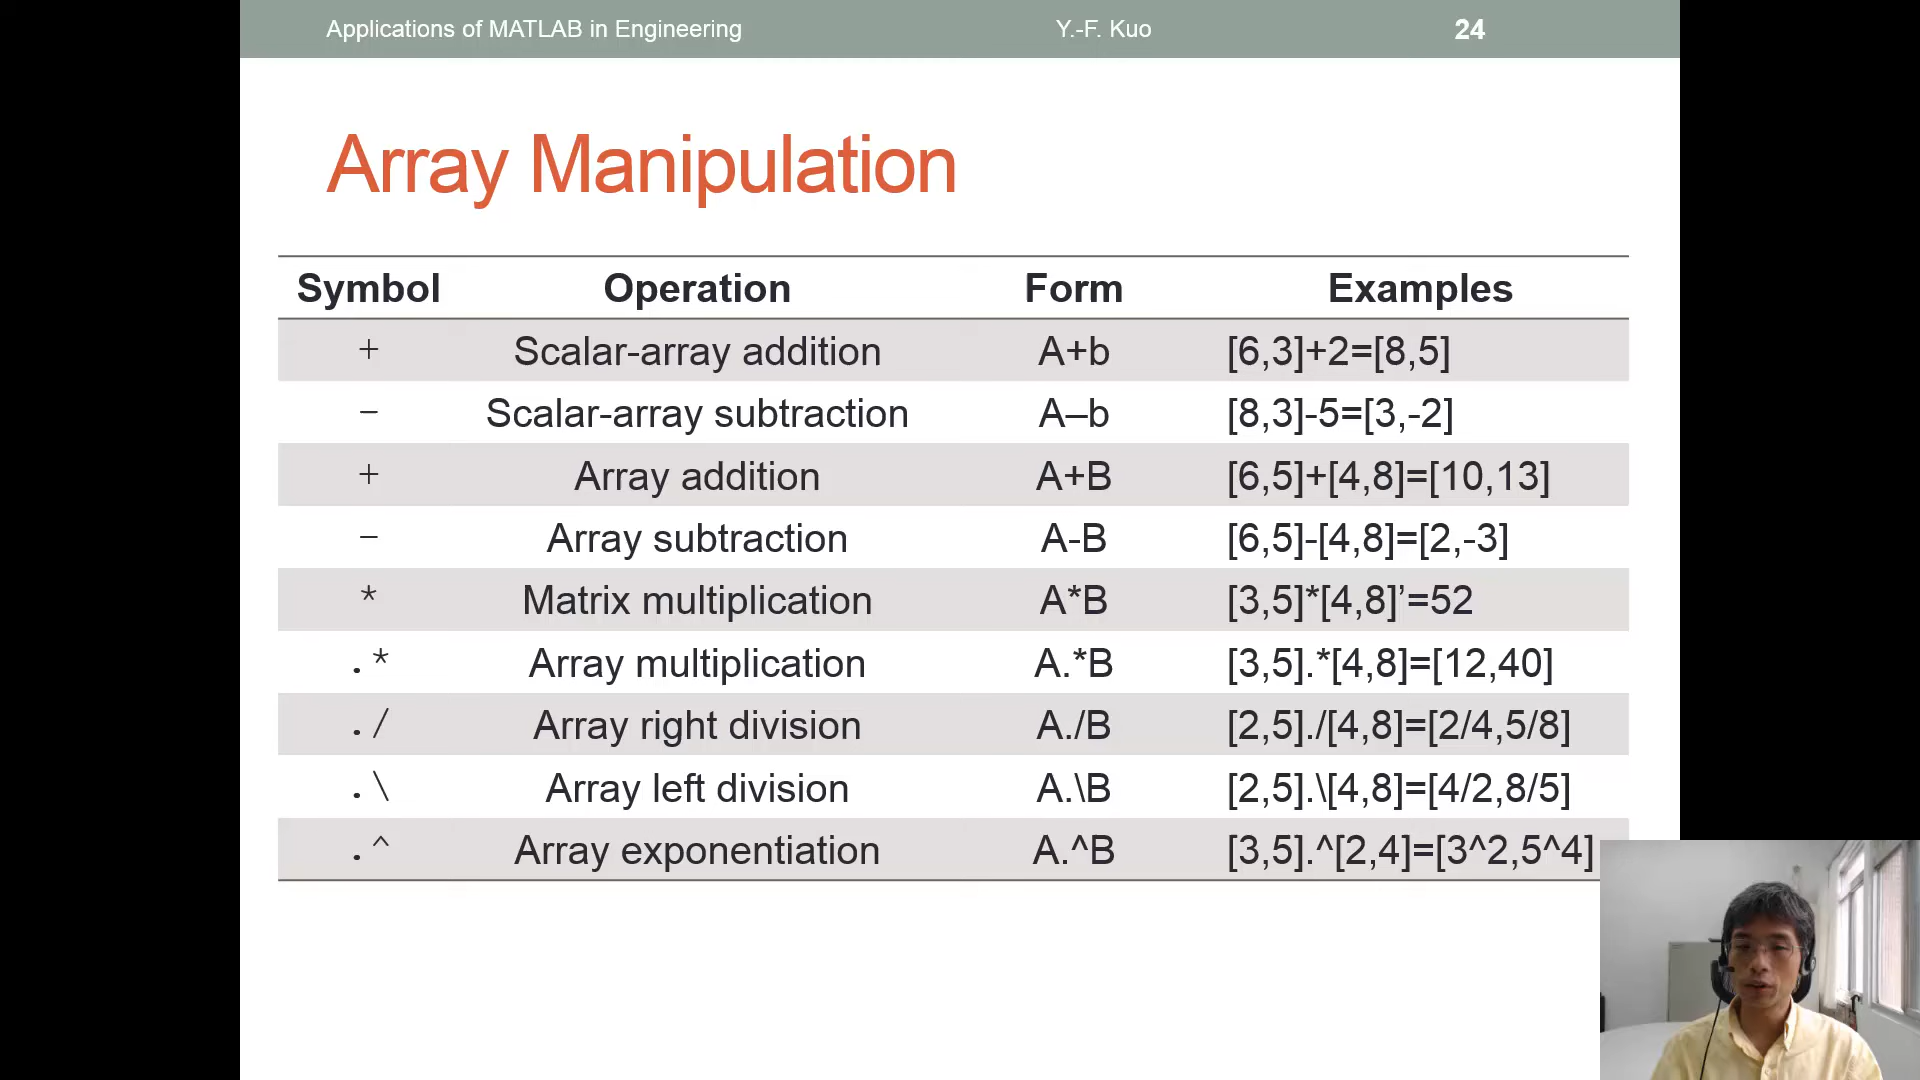 Applications of MATLAB in Engineering Y.-F. Kuo 24
Array Manipulation
Symbol Operation Form Examples
+ Scalar-array addition A+b [6,3]+2=[8,5]
– Scalar-array subtraction A–b [8,3]-5=[3,-2]
+ Array addition A+B [6,5]+[4,8]=[10,13]
– Array subtraction A-B [6,5]-[4,8]=[2,-3]
* Matrix multiplication A*B [3,5]*[4,8]’=52
.* Array multiplication A.*B [3,5].*[4,8]=[12,40]
./ Array right division A./B [2,5]./[4,8]=[2/4,5/8]
.\ Array left division A.\B [2,5].\[4,8]=[4/2,8/5]
.^ Array exponentiation A.^B [3,5].^[2,4]=[3^2,5^4]